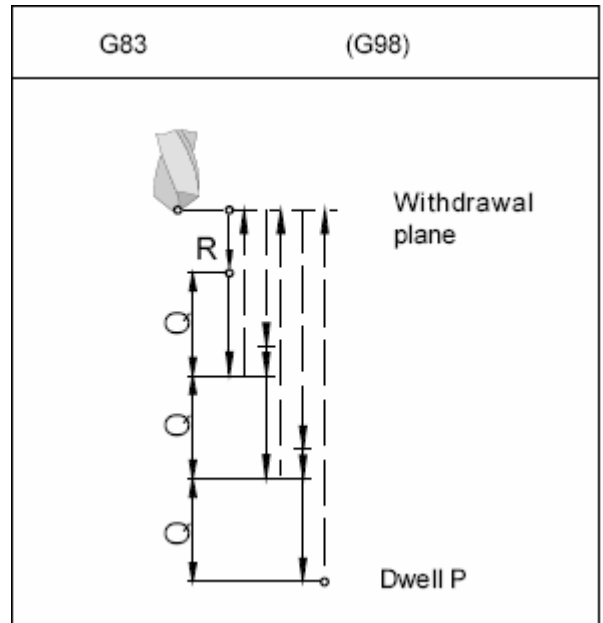 G83 (G98)
Withdrawal
plane
R
Q
Q
Q
Dwell P